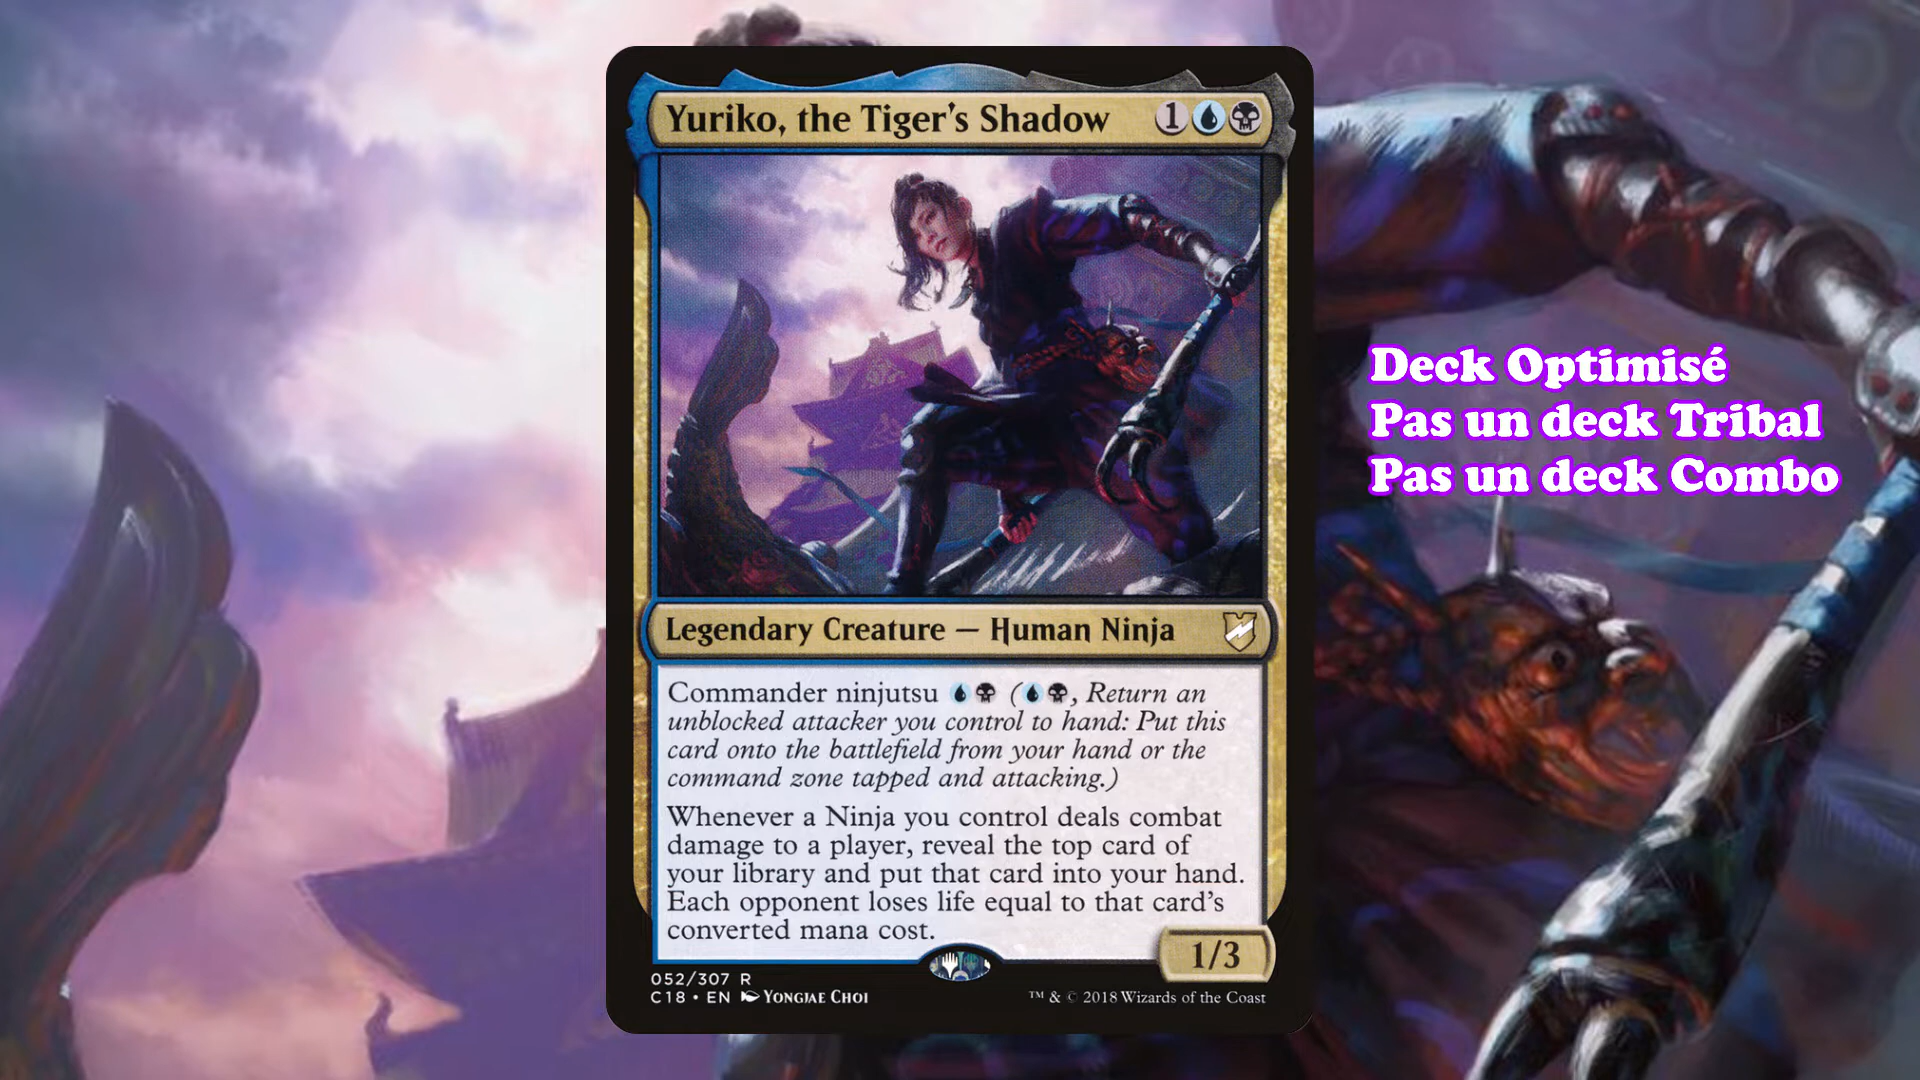 Yuriko, the Tiger's Shadow 1
Deck Optimisé
Pas un deck Tribal
Pas un deck Combo
Legendary Creature — Human Ninja
Commander ninjutsu (, Return an
unblocked attacker you control to hand: Put this
card onto the battlefield from your hand or the
command zone tapped and attacking.)
Whenever a Ninja you control deals combat
damage to a player, reveal the top card of
your library and put that card into your hand.
Each opponent loses life equal to that card's
converted mana cost.
1/3
052/307 R
C18 • EN Yongjae Choi
™ & © 2018 Wizards of the Coast